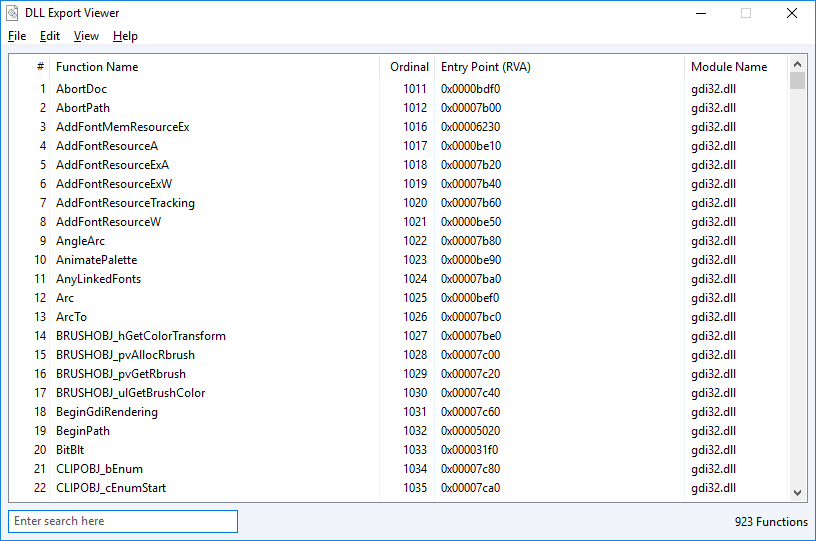 DLL Export Viewer
File Edit View Help
# Function Name Ordinal Entry Point (RVA) Module Name
1 AbortDoc 1011 0x0000bdf0 gdi32.dll
2 AbortPath 1012 0x00007b00 gdi32.dll
3 AddFontMemResourceEx 1016 0x00006230 gdi32.dll
4 AddFontResourceA 1017 0x0000be10 gdi32.dll
5 AddFontResourceExA 1018 0x00007b20 gdi32.dll
6 AddFontResourceExW 1019 0x00007b40 gdi32.dll
7 AddFontResourceTracking 1020 0x00007b60 gdi32.dll
8 AddFontResourceW 1021 0x0000be50 gdi32.dll
9 AngleArc 1022 0x00007b80 gdi32.dll
10 AnimatePalette 1023 0x0000be90 gdi32.dll
11 AnyLinkedFonts 1024 0x00007ba0 gdi32.dll
12 Arc 1025 0x0000bef0 gdi32.dll
13 ArcTo 1026 0x00007bc0 gdi32.dll
14 BRUSHOBJ_hGetColorTransform 1027 0x00007be0 gdi32.dll
15 BRUSHOBJ_pvAllocRbrush 1028 0x00007c00 gdi32.dll
16 BRUSHOBJ_pvGetRbrush 1029 0x00007c20 gdi32.dll
17 BRUSHOBJ_ulGetBrushColor 1030 0x00007c40 gdi32.dll
18 BeginGdiRendering 1031 0x00007c60 gdi32.dll
19 BeginPath 1032 0x00005020 gdi32.dll
20 BitBlt 1033 0x000031f0 gdi32.dll
21 CLIPOBJ_bEnum 1034 0x00007c80 gdi32.dll
22 CLIPOBJ_cEnumStart 1035 0x00007ca0 gdi32.dll
Enter search here 923 Functions